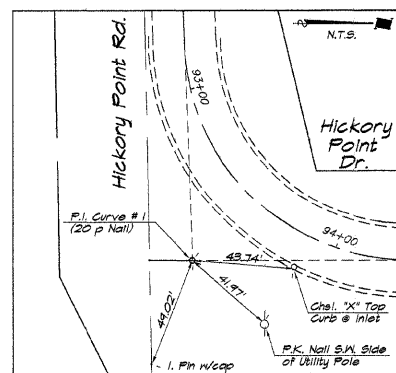 N.T.S.
Hickory Point Rd.
93+00
Hickory
Point
Dr.
94+00
P.I. Curve # 1
(20 p Nail)
43.74'
41.97'
49.02'
Chsl. "X" Top
Curb @ Inlet
P.K. Nail S.W. Side
of Utility Pole
I. Pin w/cap